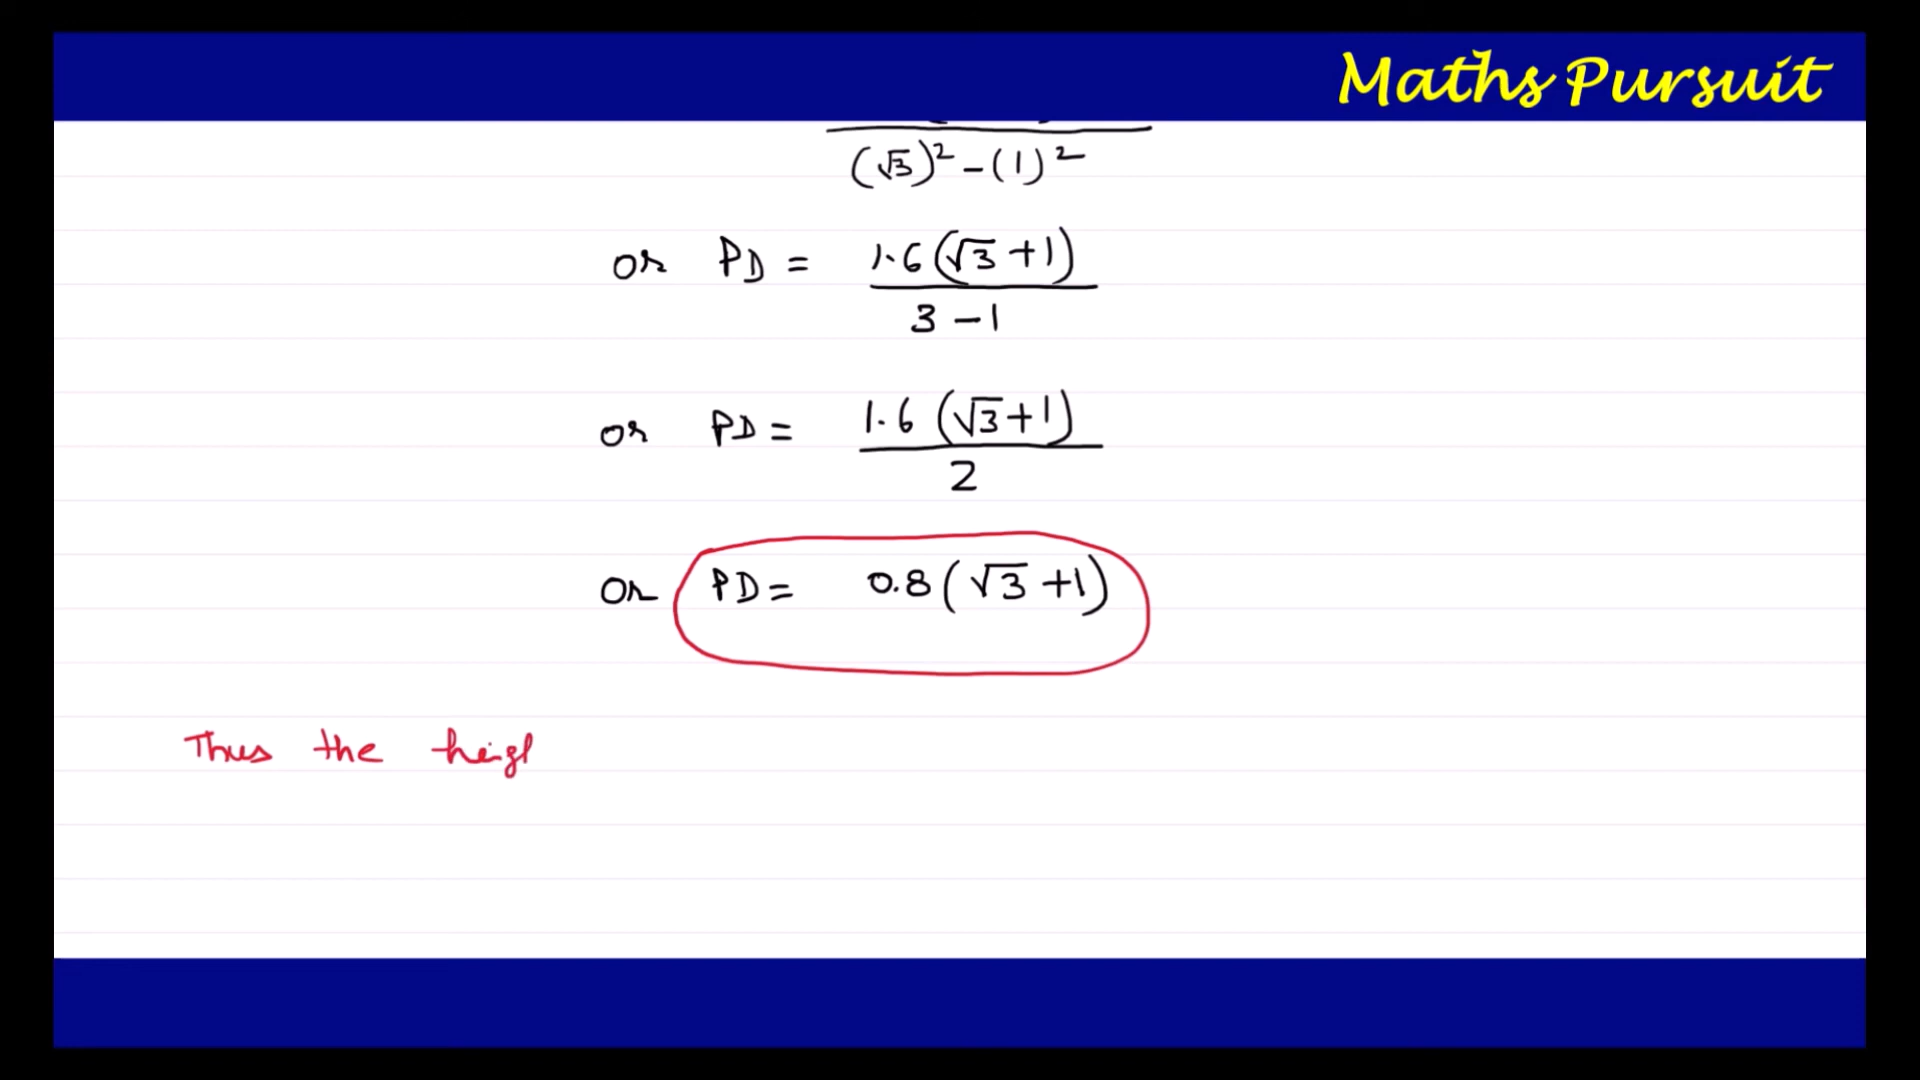 Maths Pursuit
(√3)² - (1)²
or PD = 1.6(√3 + 1)
3 - 1
or PD = 1.6 (√3 + 1)
2
or PD = 0.8 (√3 + 1)
Thus the heigh